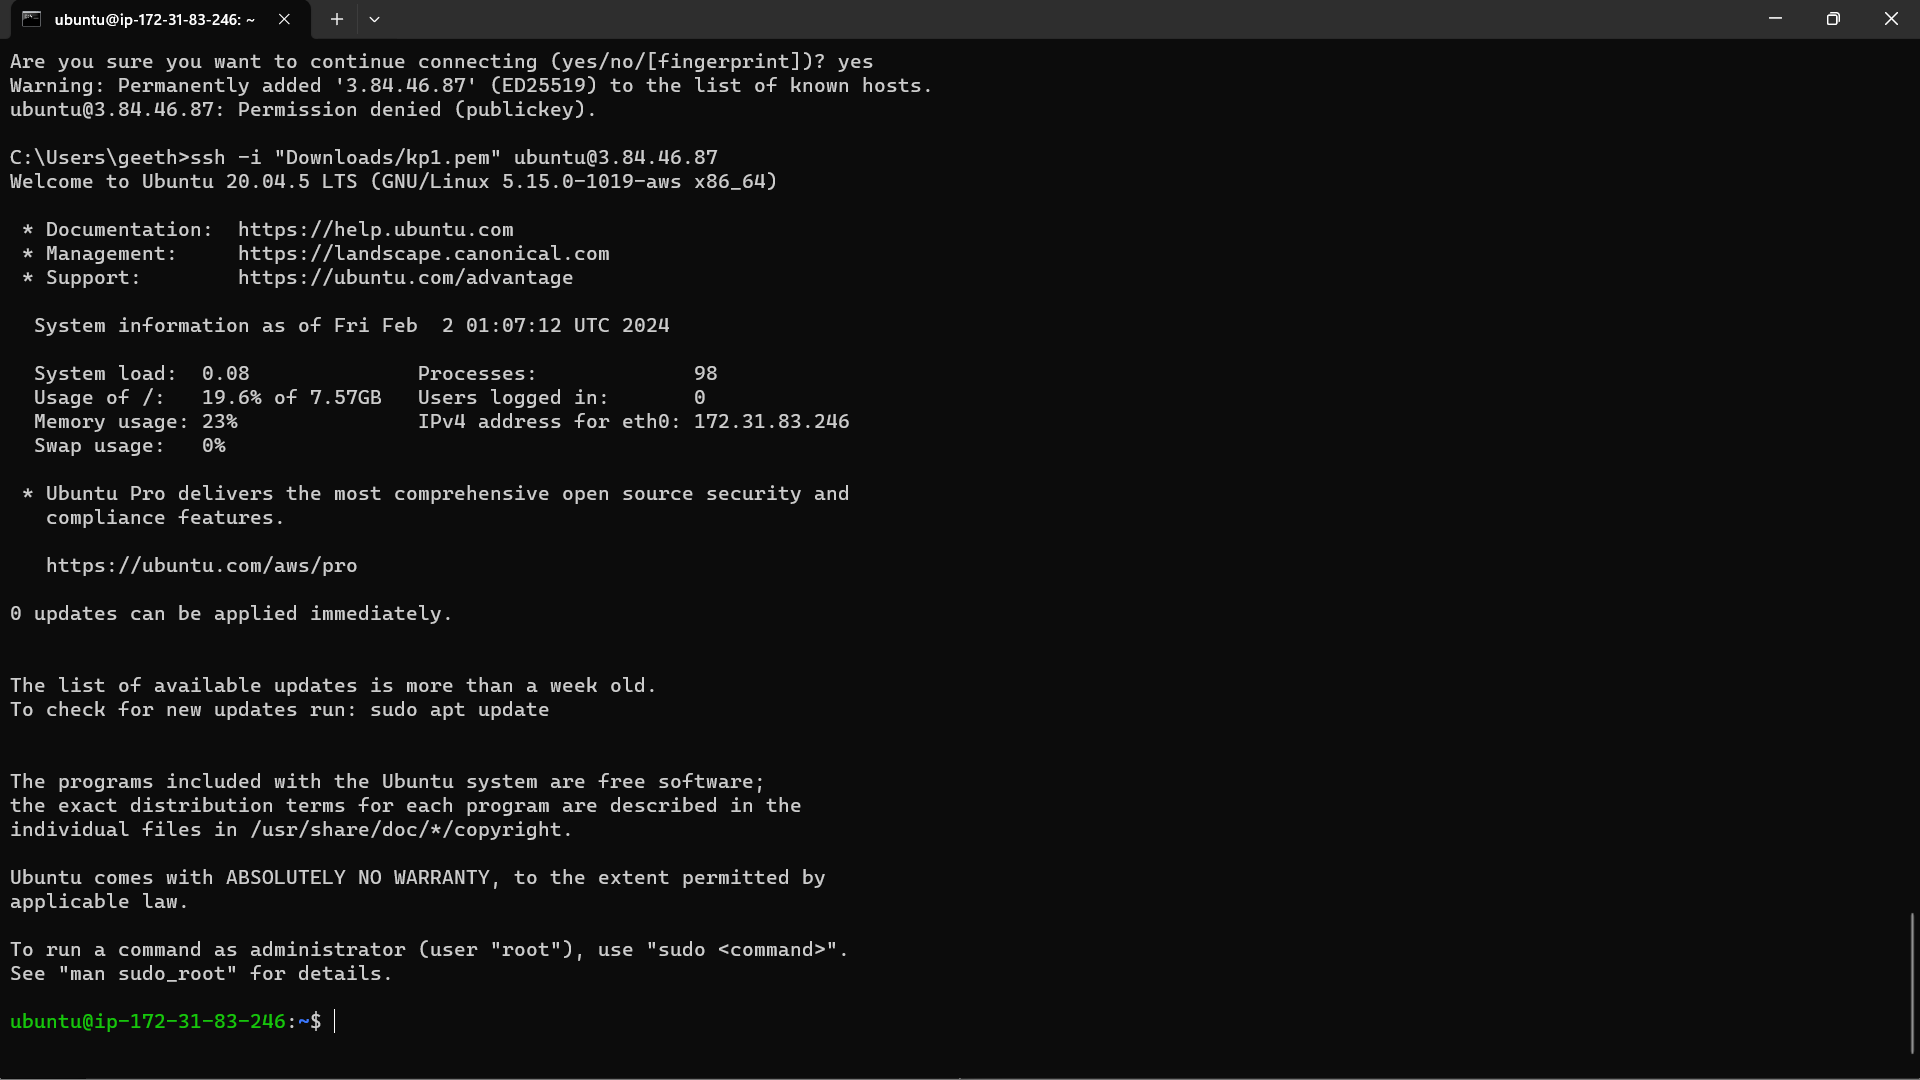 ubuntu@ip-172-31-83-246: ~
Are you sure you want to continue connecting (yes/no/[fingerprint])? yes
Warning: Permanently added '3.84.46.87' (ED25519) to the list of known hosts.
ubuntu@3.84.46.87: Permission denied (publickey).
C:\Users\geeth>ssh -i "Downloads/kp1.pem" ubuntu@3.84.46.87
Welcome to Ubuntu 20.04.5 LTS (GNU/Linux 5.15.0-1019-aws x86_64)
* Documentation:  https://help.ubuntu.com
* Management:     https://landscape.canonical.com
* Support:        https://ubuntu.com/advantage
System information as of Fri Feb  2 01:07:12 UTC 2024
System load:  0.08              Processes:             98
Usage of /:   19.6% of 7.57GB   Users logged in:       0
Memory usage: 23%               IPv4 address for eth0: 172.31.83.246
Swap usage:   0%
* Ubuntu Pro delivers the most comprehensive open source security and
compliance features.
https://ubuntu.com/aws/pro
0 updates can be applied immediately.
The list of available updates is more than a week old.
To check for new updates run: sudo apt update
The programs included with the Ubuntu system are free software;
the exact distribution terms for each program are described in the
individual files in /usr/share/doc/*/copyright.
Ubuntu comes with ABSOLUTELY NO WARRANTY, to the extent permitted by
applicable law.
To run a command as administrator (user "root"), use "sudo <command>".
See "man sudo_root" for details.
ubuntu@ip-172-31-83-246:~$